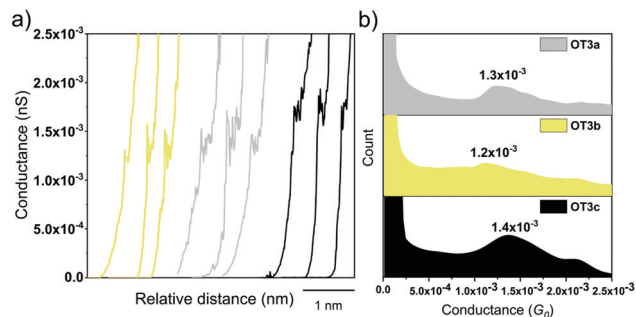 a)
2.5x10⁻³
2.0x10⁻³
1.5x10⁻³
1.0x10⁻³
5.0x10⁻⁴
0.0
Conductance (nS)
Relative distance (nm)
1 nm
b)
OT3a
1.3x10⁻³
OT3b
1.2x10⁻³
OT3c
1.4x10⁻³
Count
0.0 5.0x10⁻⁴ 1.0x10⁻³ 1.5x10⁻³ 2.0x10⁻³ 2.5x10⁻³
Conductance (G₀)